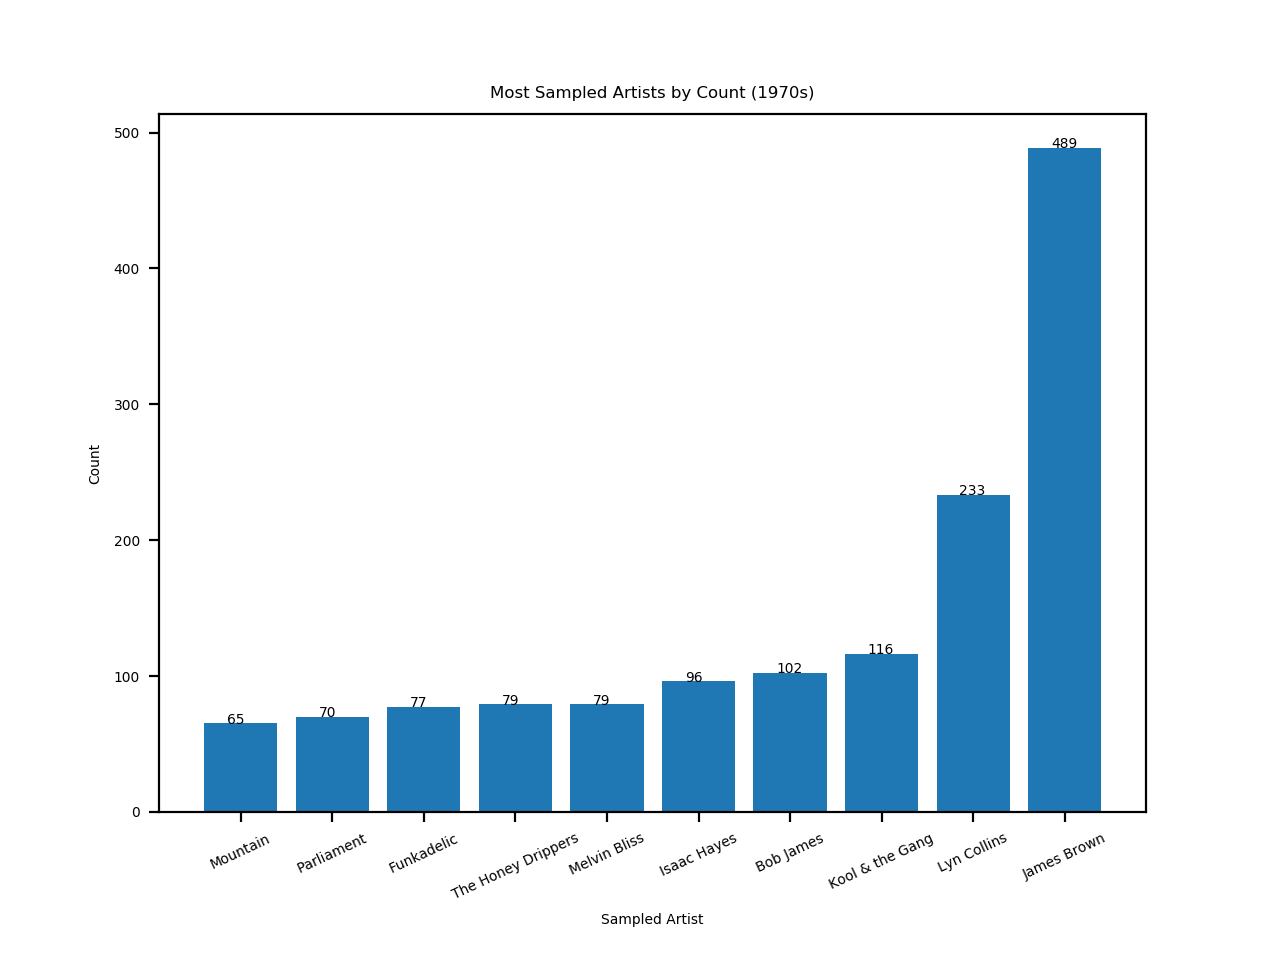 Most Sampled Artists by Count (1970s)
500
400
300
200
100
0
Count
65
70
77
79
79
96
102
116
233
489
Mountain
Parliament
Funkadelic
The Honey Drippers
Melvin Bliss
Isaac Hayes
Bob James
Kool & the Gang
Lyn Collins
James Brown
Sampled Artist